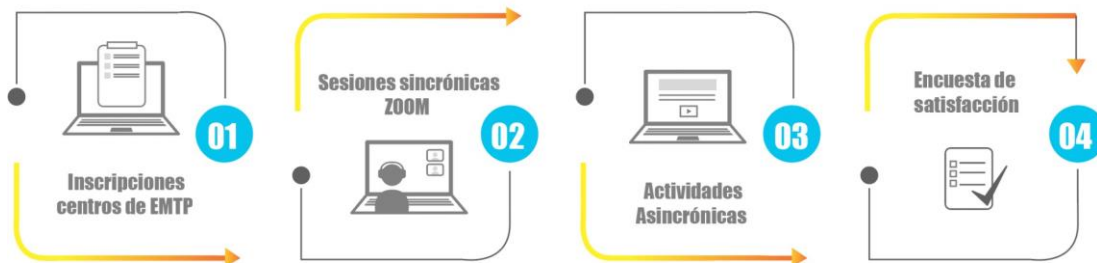 01
Inscripciones
centros de EMTP
Sesiones sincrónicas
ZOOM
02
03
Actividades
Asincrónicas
Encuesta de
satisfacción
04